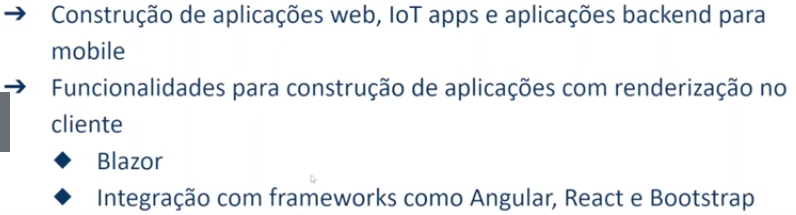 ➔ Construção de aplicações web, IoT apps e aplicações backend para
mobile
➔ Funcionalidades para construção de aplicações com renderização no
cliente
◆ Blazor
◆ Integração com frameworks como Angular, React e Bootstrap